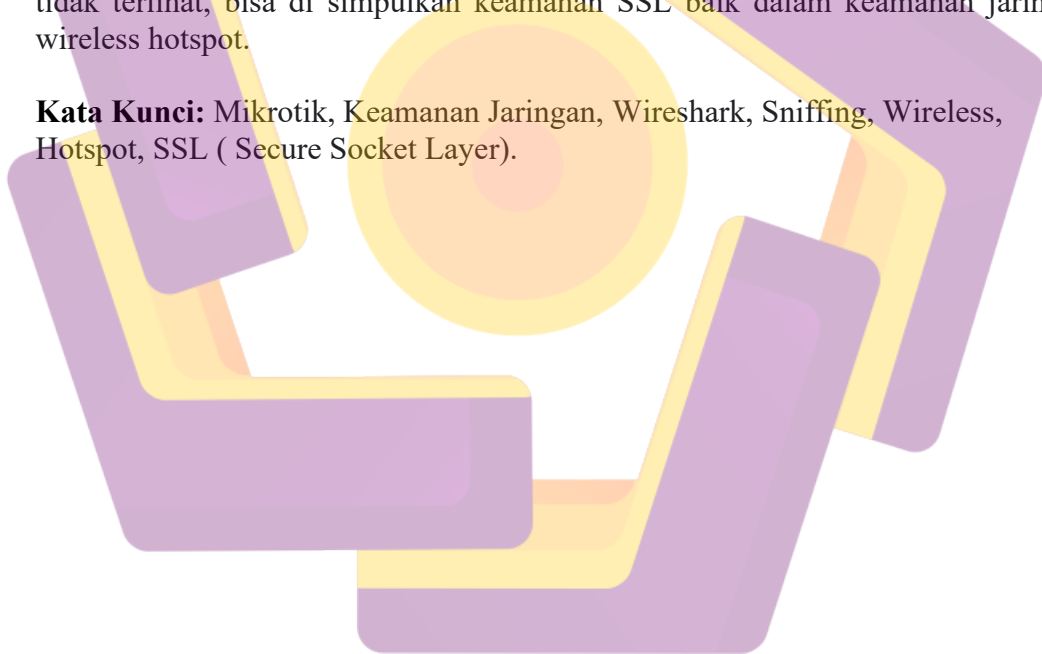 tidak terlihat, bisa di simpulkan keamanan SSL baik dalam keamanan
wireless hotspot.
Kata Kunci: Mikrotik, Keamanan Jaringan, Wireshark, Sniffing, Wireless,
Hotspot, SSL ( Secure Socket Layer).